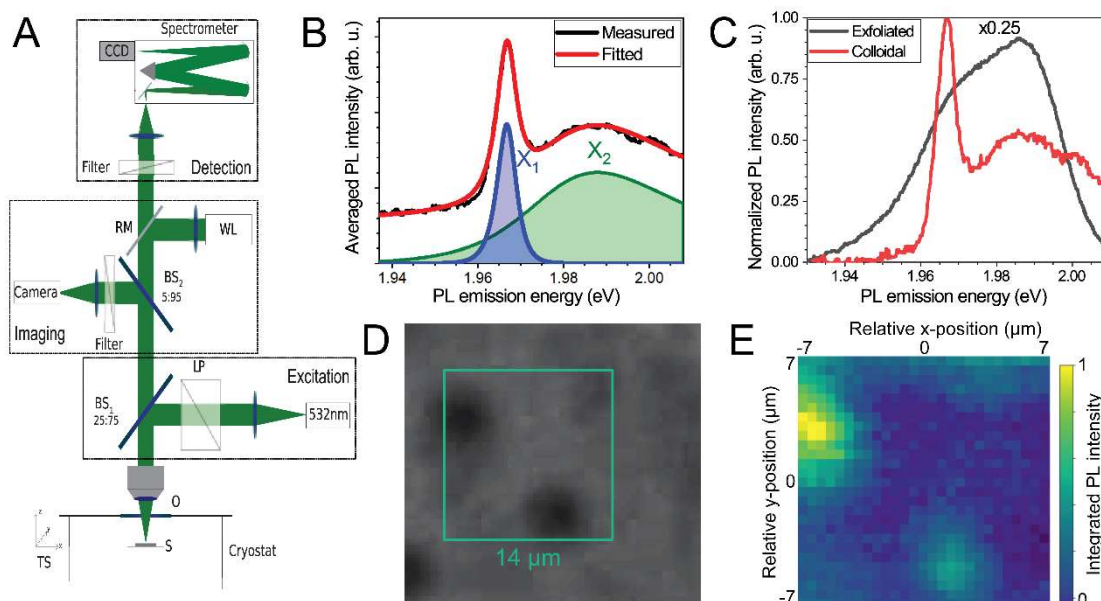 A
Spectrometer
CCD
Filter
Detection
RM
WL
BS2
5:95
Camera
Imaging
Filter
LP
Excitation
BS1
25:75
532nm
O
z
y
x
TS
S
Cryostat
B
Averaged PL intensity (arb. u.)
Measured
Fitted
X1
X2
1.94
1.96
1.98
2.00
PL emission energy (eV)
C
Normalized PL intensity (arb. u.)
1.00
0.75
0.50
0.25
0.00
Exfoliated
Colloidal
x0.25
1.94
1.96
1.98
2.00
PL emission energy (eV)
D
14 µm
E
Relative x-position (µm)
-7
0
7
Relative y-position (µm)
7
0
-7
1
0
Integrated PL intensity